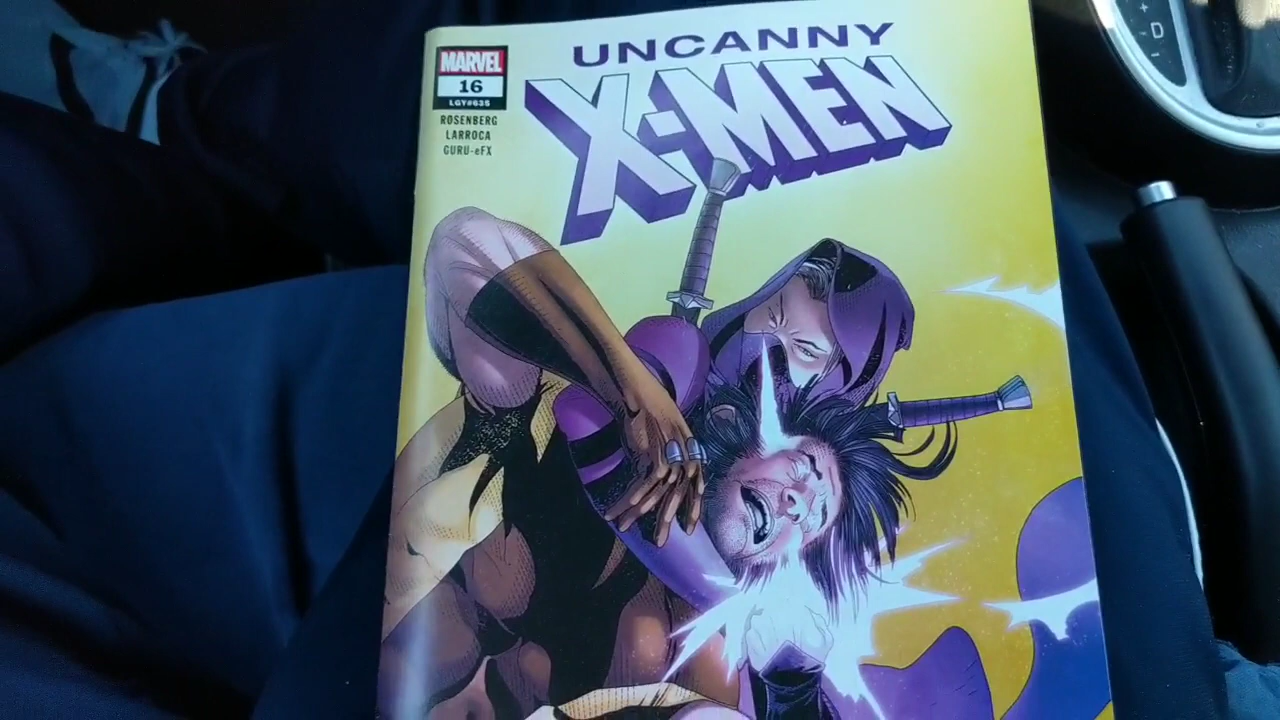 UNCANNY
X-MEN
MARVEL
16
LGY#635
ROSENBERG
LARROCA
GURU-eFX
+
D
-